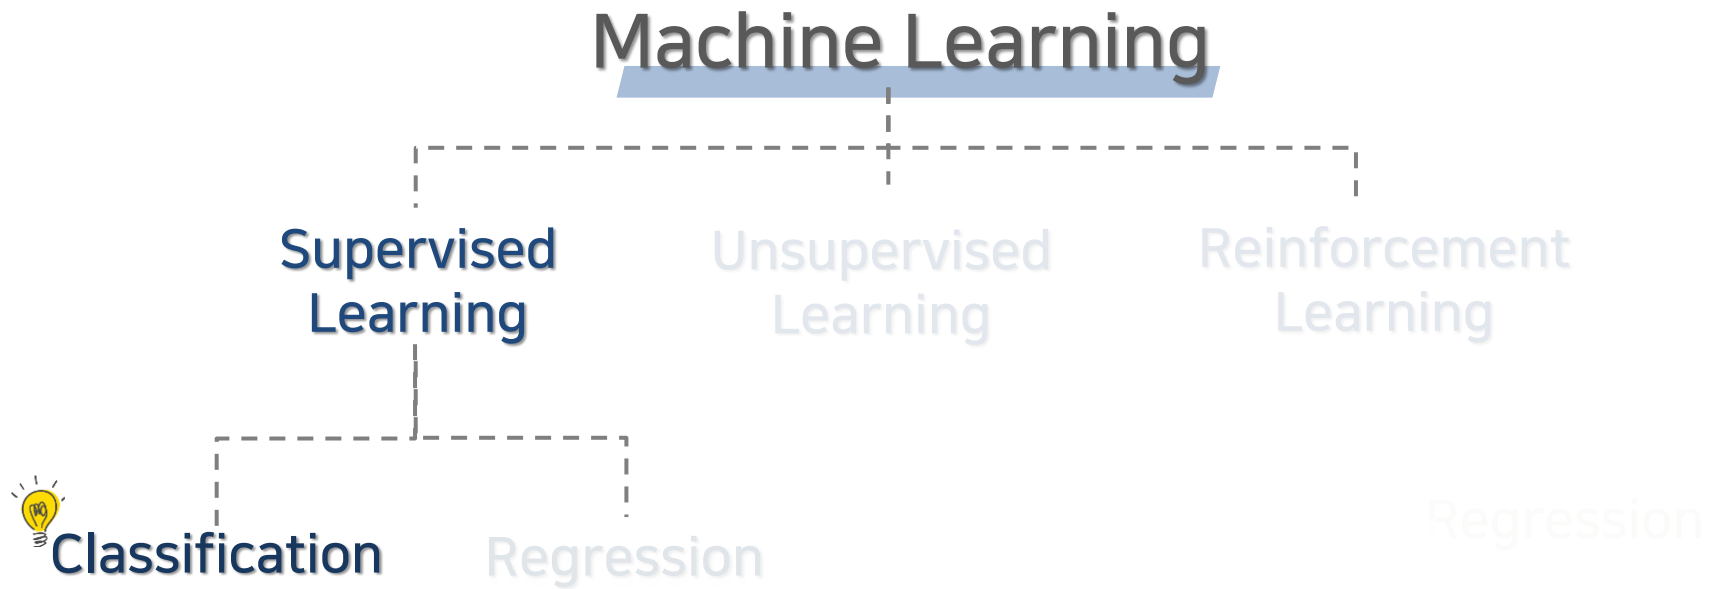 Machine Learning
Supervised
Learning
Unsupervised
Learning
Reinforcement
Learning
Classification
Regression
Regression